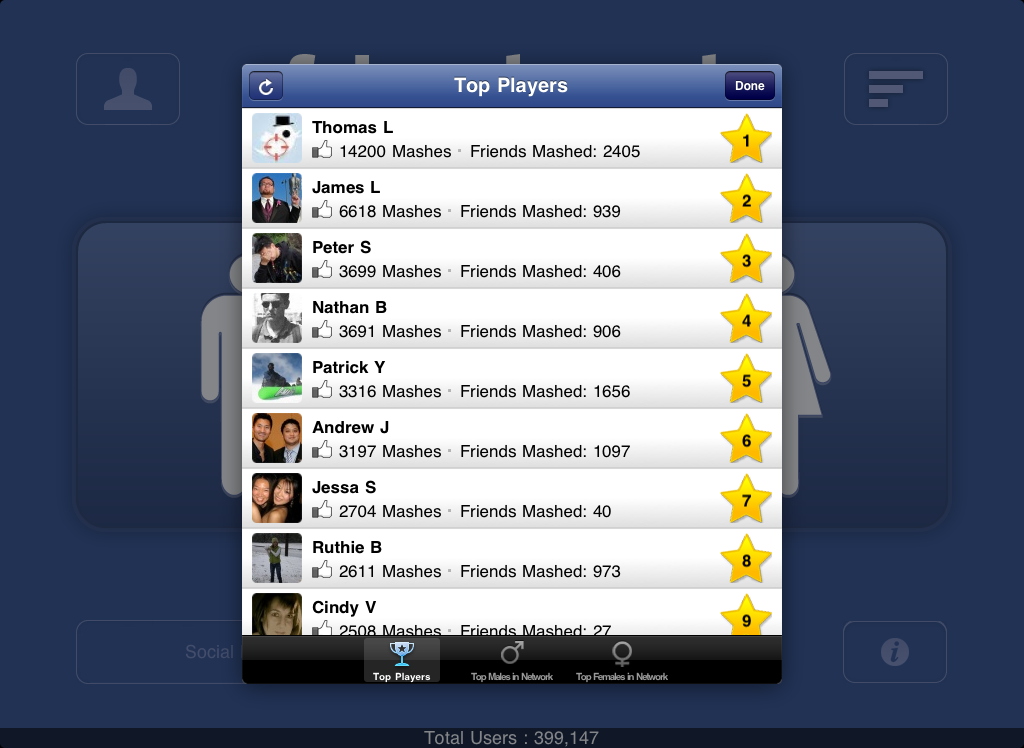 Top Players
Done
Thomas L
14200 Mashes · Friends Mashed: 2405
1
James L
6618 Mashes · Friends Mashed: 939
2
Peter S
3699 Mashes · Friends Mashed: 406
3
Nathan B
3691 Mashes · Friends Mashed: 906
4
Patrick Y
3316 Mashes · Friends Mashed: 1656
5
Andrew J
3197 Mashes · Friends Mashed: 1097
6
Jessa S
2704 Mashes · Friends Mashed: 40
7
Ruthie B
2611 Mashes · Friends Mashed: 973
8
Cindy V
2508 Mashes · Friends Mashed: 27
9
Social
Top Players
Top Males in Network
Top Females in Network
i
Total Users : 399,147